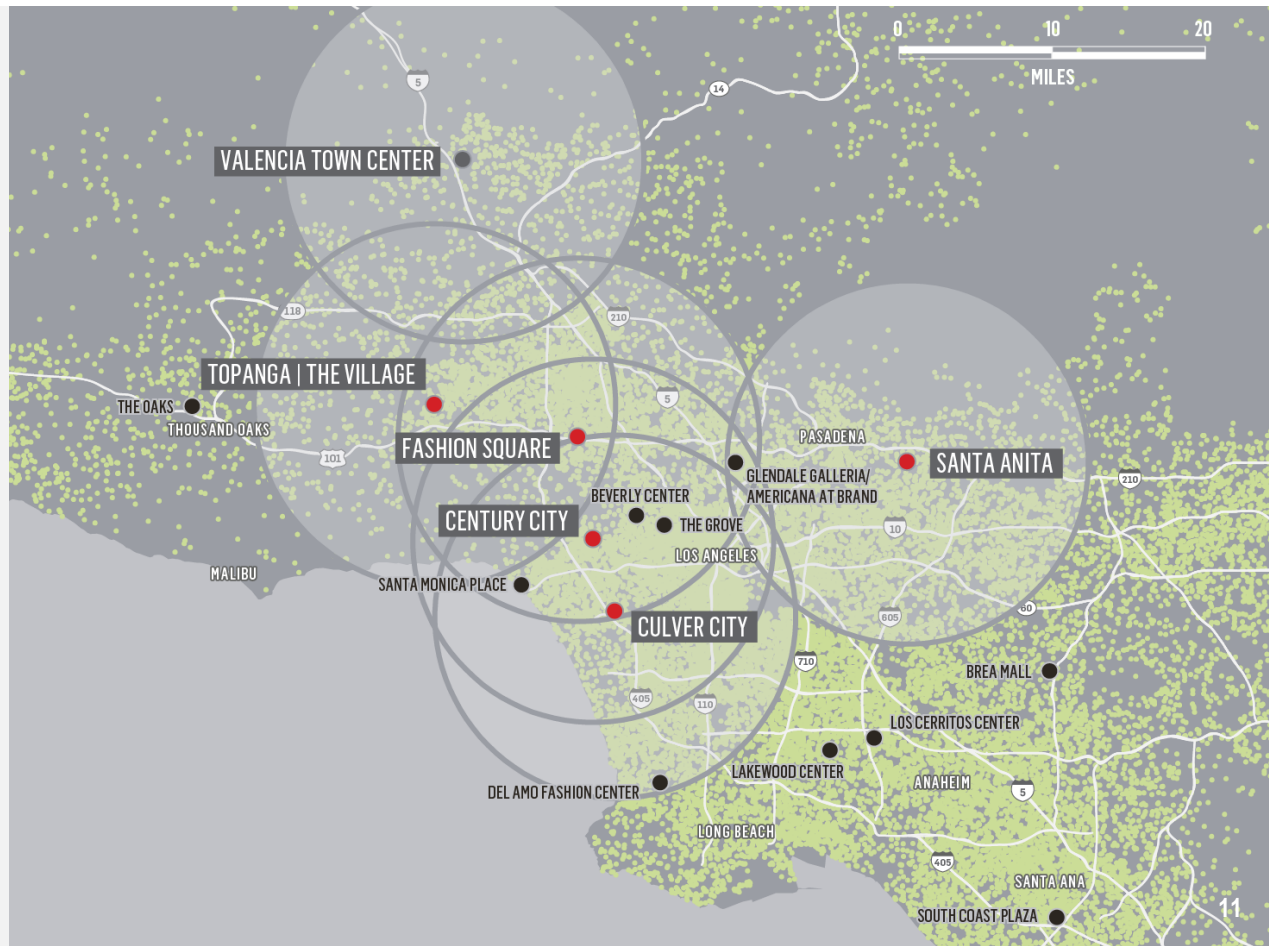 0 10 20
MILES
5
14
VALENCIA TOWN CENTER
118
210
TOPANGA | THE VILLAGE
THE OAKS
THOUSAND OAKS
5
101
FASHION SQUARE
PASADENA
SANTA ANITA
GLENDALE GALLERIA/
AMERICANA AT BRAND
210
BEVERLY CENTER
CENTURY CITY
THE GROVE
10
LOS ANGELES
MALIBU
SANTA MONICA PLACE
60
605
CULVER CITY
710
BREA MALL
405
110
LOS CERRITOS CENTER
LAKEWOOD CENTER
ANAHEIM
DEL AMO FASHION CENTER
5
LONG BEACH
405
SANTA ANA
11
SOUTH COAST PLAZA